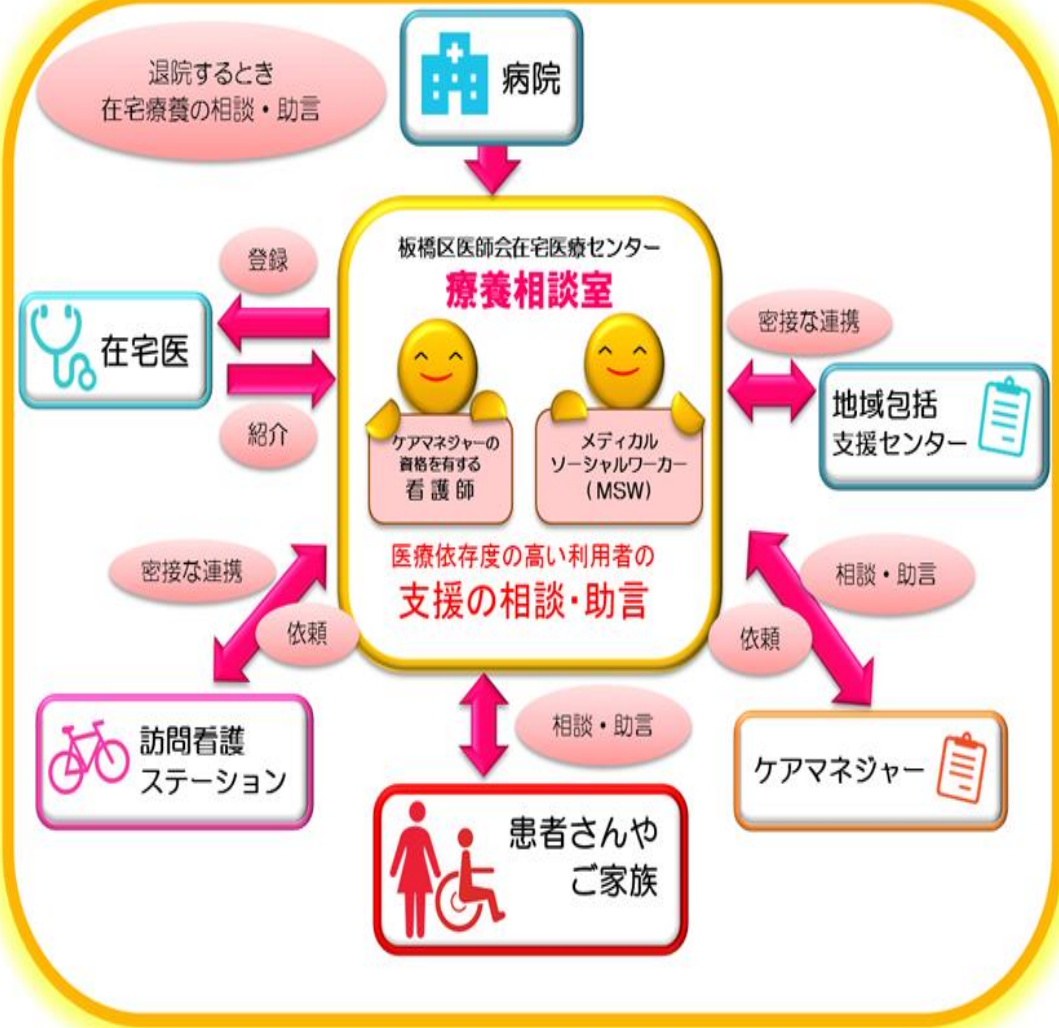 退院するとき
在宅療養の相談・助言
病院
板橋区医師会在宅医療センター
療養相談室
登録
在宅医
紹介
ケアマネジャーの
資格を有する
看護師
メディカル
ソーシャルワーカー
(MSW)
密接な連携
地域包括
支援センター
医療依存度の高い利用者の
支援の相談・助言
密接な連携
依頼
相談・助言
依頼
訪問看護
ステーション
相談・助言
ケアマネジャー
患者さんや
ご家族